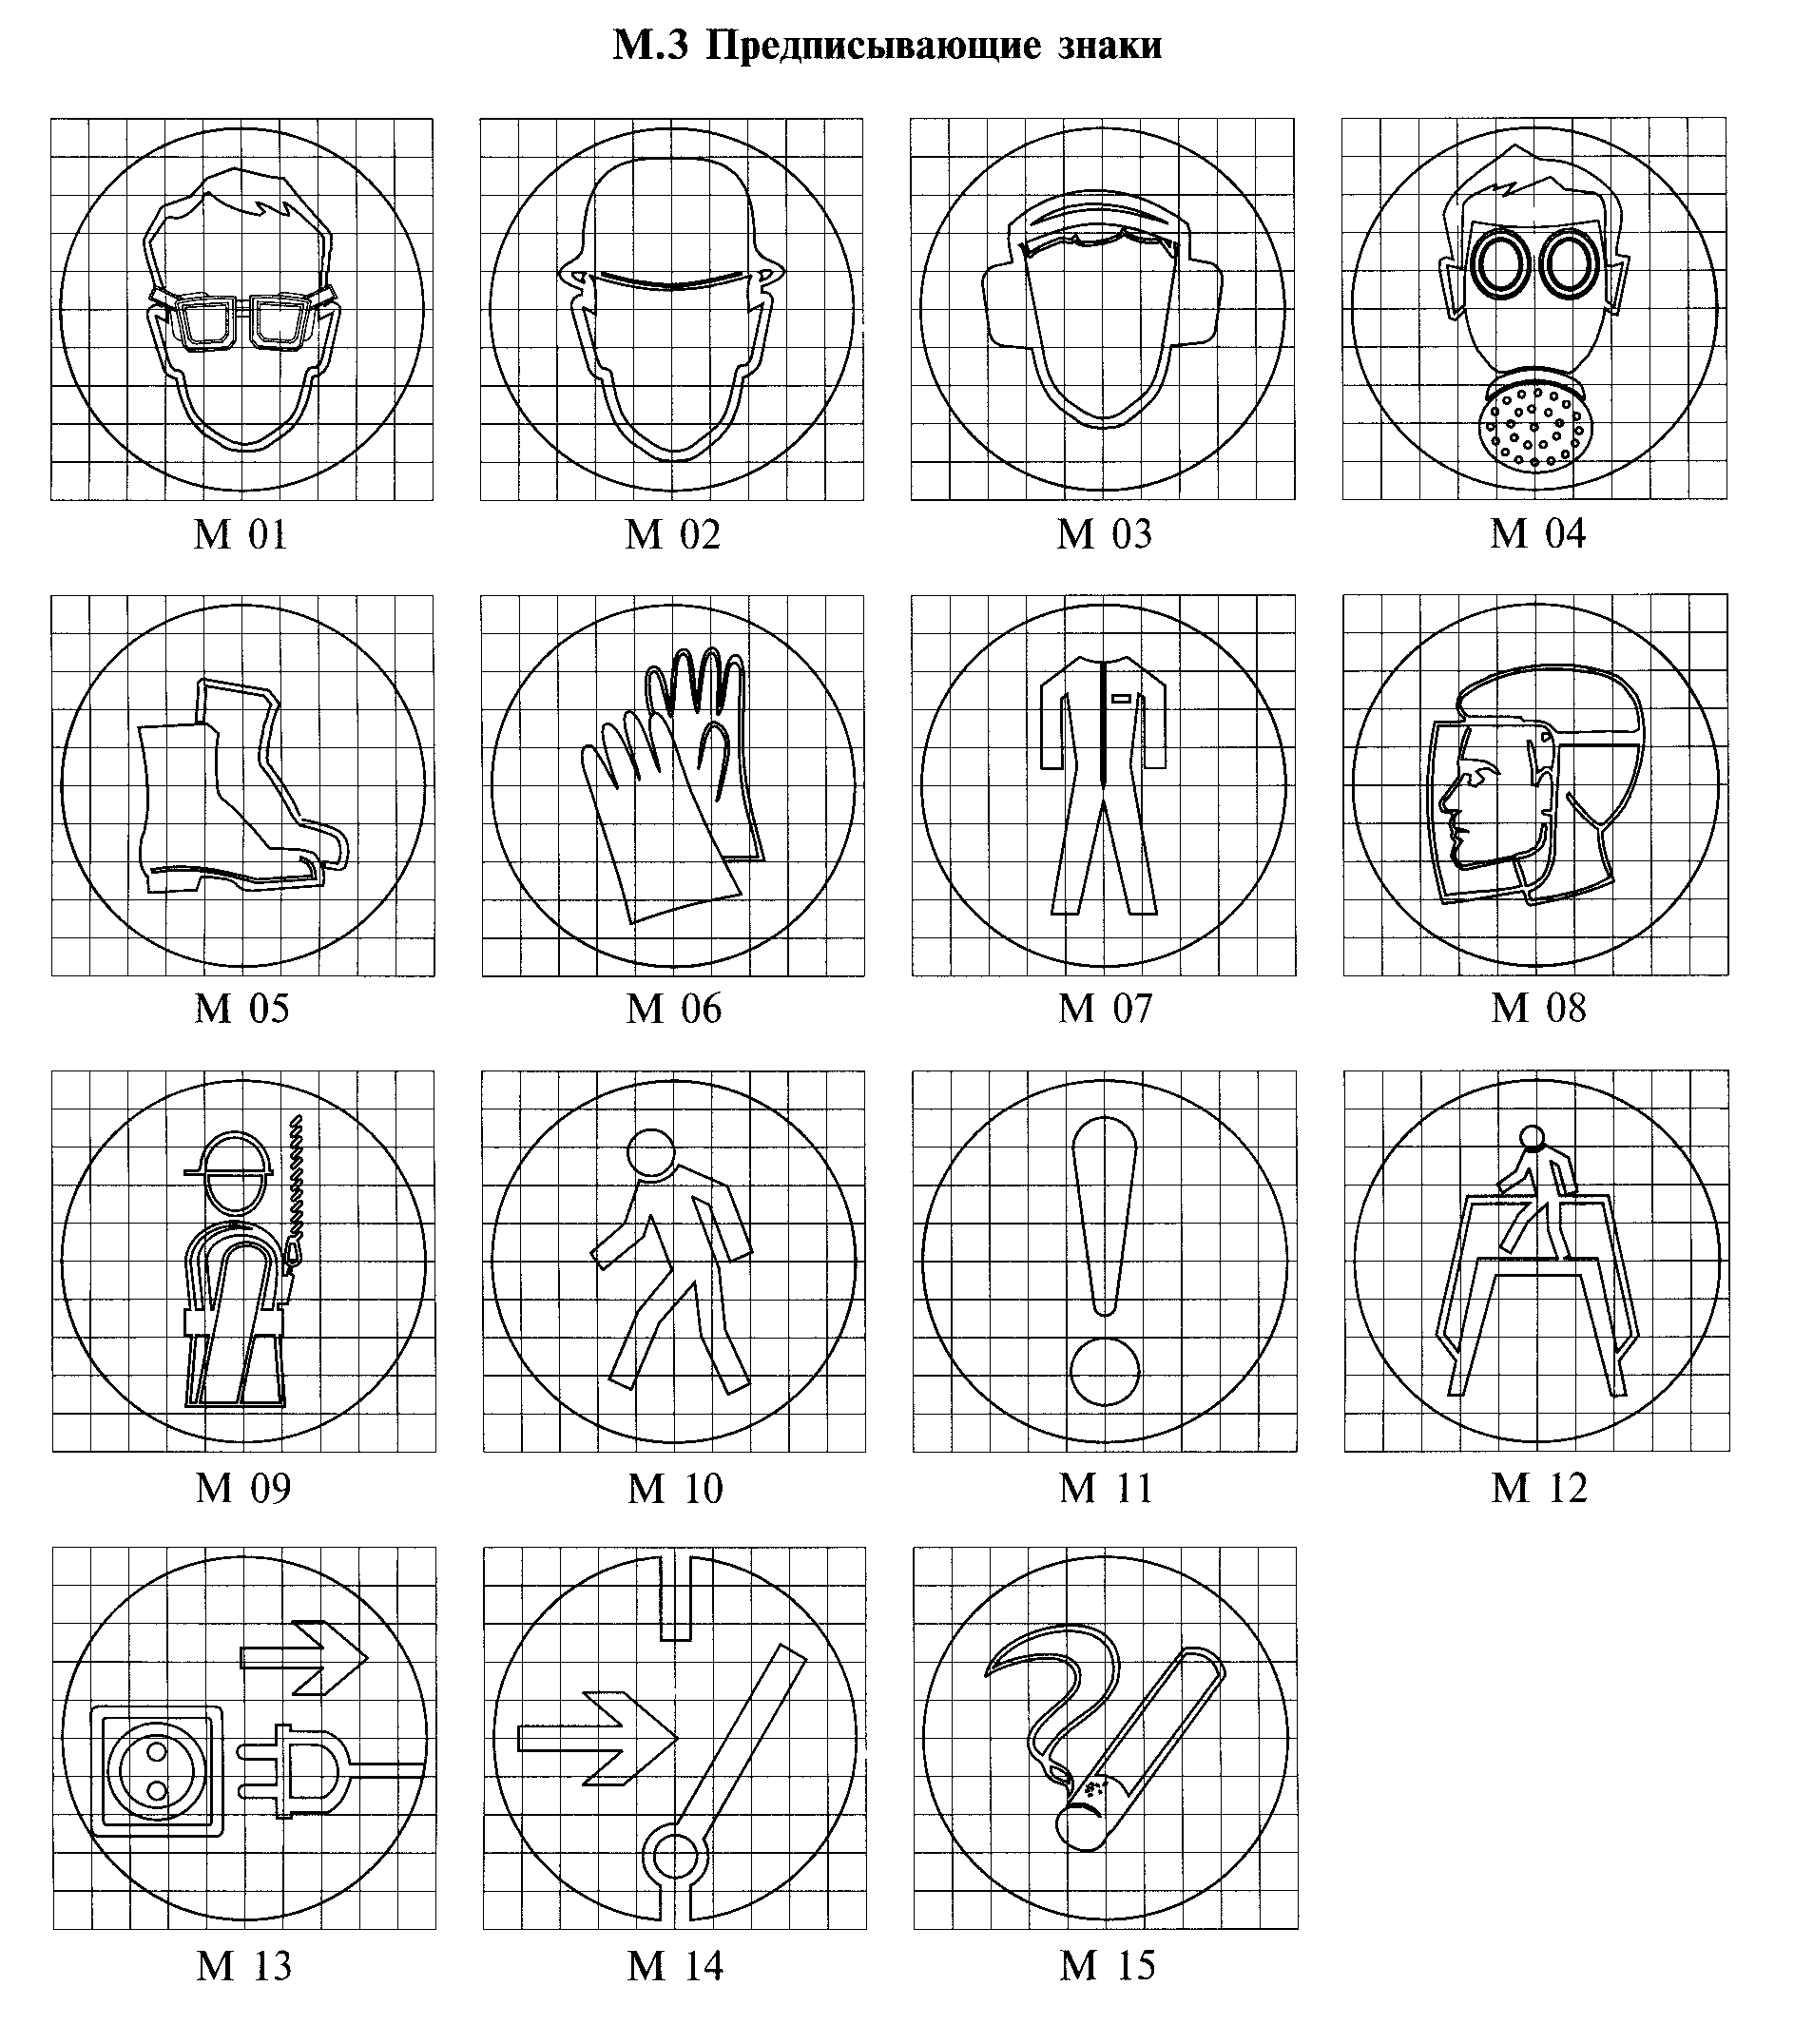 М.3 Предписывающие знаки
М 01 М 02 М 03 М 04
М 05 М 06 М 07 М 08
М 09 М 10 М 11 М 12
М 13 М 14 М 15